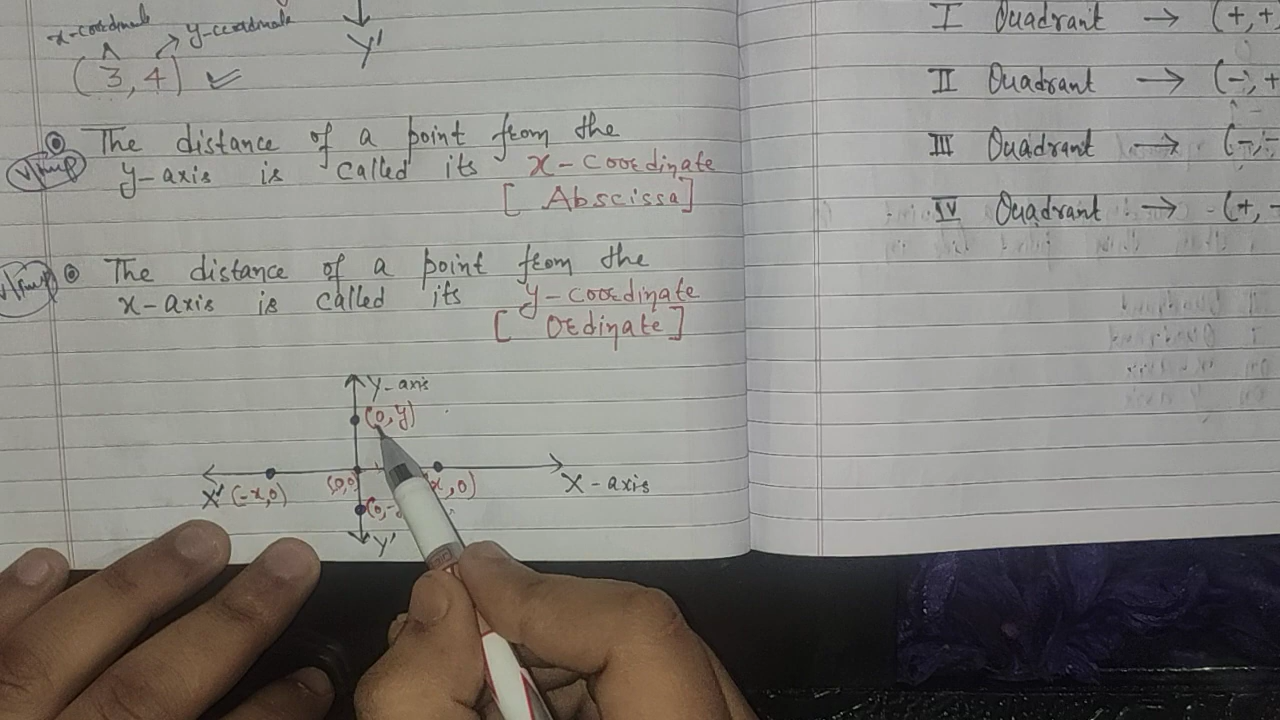 x-coordinate y-coordinate
Y'
(3, 4)
The distance of a point from the
y-axis is called its x-coordinate
[Abscissa]
The distance of a point from the
x-axis is called its y-coordinate
[Ordinate]
Y-axis
(0, y)
X' (-x,0) (0,0) (x,0) X-axis
(0,-
Y'
I Quadrant → (+,+
II Quadrant → (-,+
III Quadrant → (-,-
IV Quadrant → (+,-